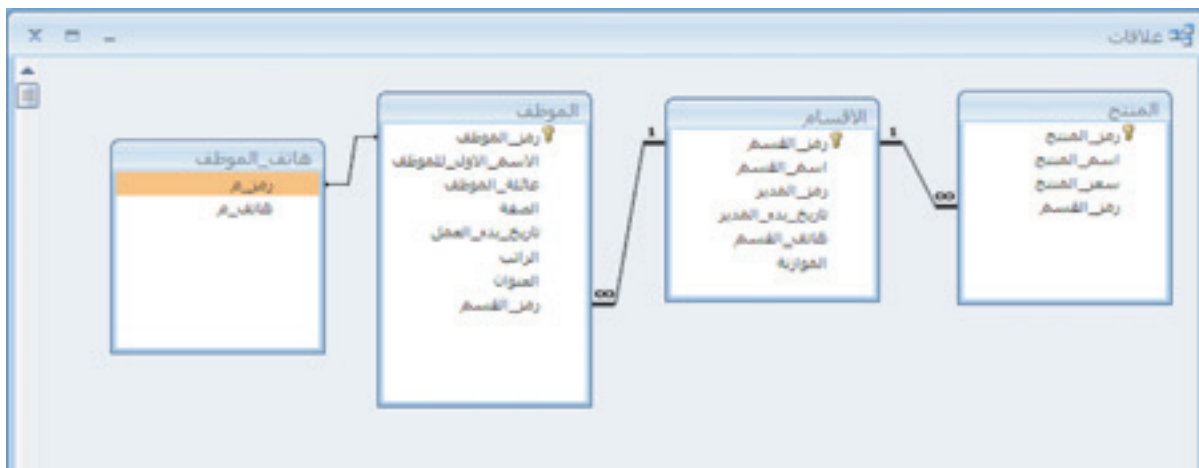 علاقات
المنتج
رمز_المنتج
اسم_المنتج
سعر_المنتج
رمز_القسم
1
∞
الاقسام
رمز_القسم
اسم_القسم
رمز_المدير
تاريخ_بدء_المدير
هاتف_القسم
الموازنة
1
∞
الموظف
رمز_الموظف
الاسم_الاول_للموظف
عائلة_الموظف
الصفة
تاريخ_بدء_العمل
الراتب
العنوان
رمز_القسم
هاتف_الموظف
رمز_م
هاتف_م